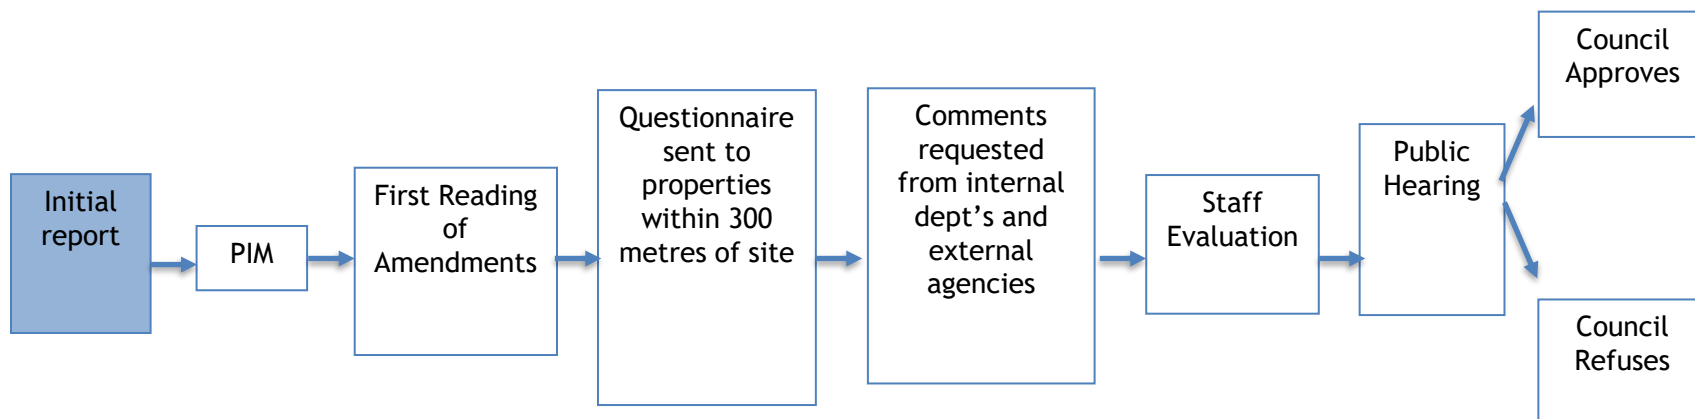 Initial
report
PIM
First Reading
of
Amendments
Questionnaire
sent to
properties
within 300
metres of site
Comments
requested
from internal
dept’s and
external
agencies
Staff
Evaluation
Public
Hearing
Council
Approves
Council
Refuses